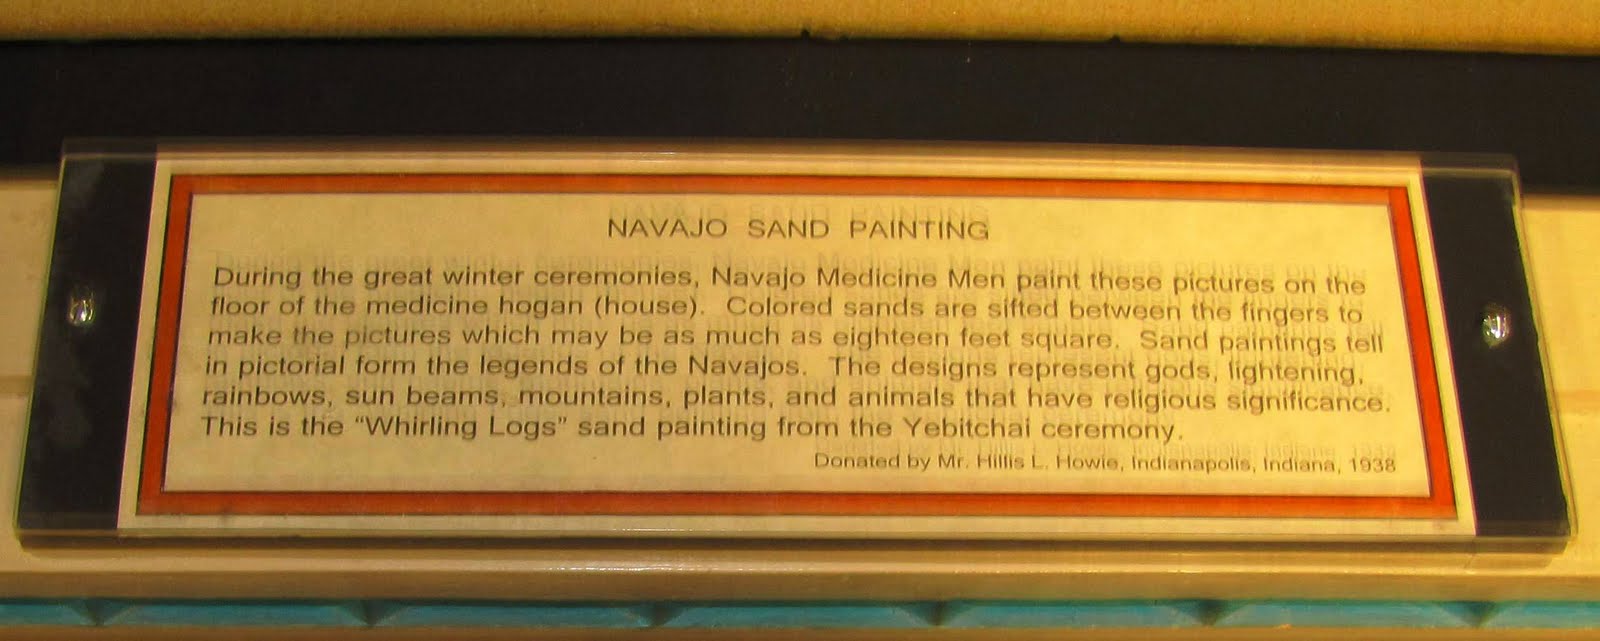 NAVAJO SAND PAINTING
During the great winter ceremonies, Navajo Medicine Men paint these pictures on the
floor of the medicine hogan (house). Colored sands are sifted between the fingers to
make the pictures which may be as much as eighteen feet square. Sand paintings tell
in pictorial form the legends of the Navajos. The designs represent gods, lightening,
rainbows, sun beams, mountains, plants, and animals that have religious significance.
This is the “Whirling Logs” sand painting from the Yebitchai ceremony.
Donated by Mr. Hillis L. Howie, Indianapolis, Indiana, 1938